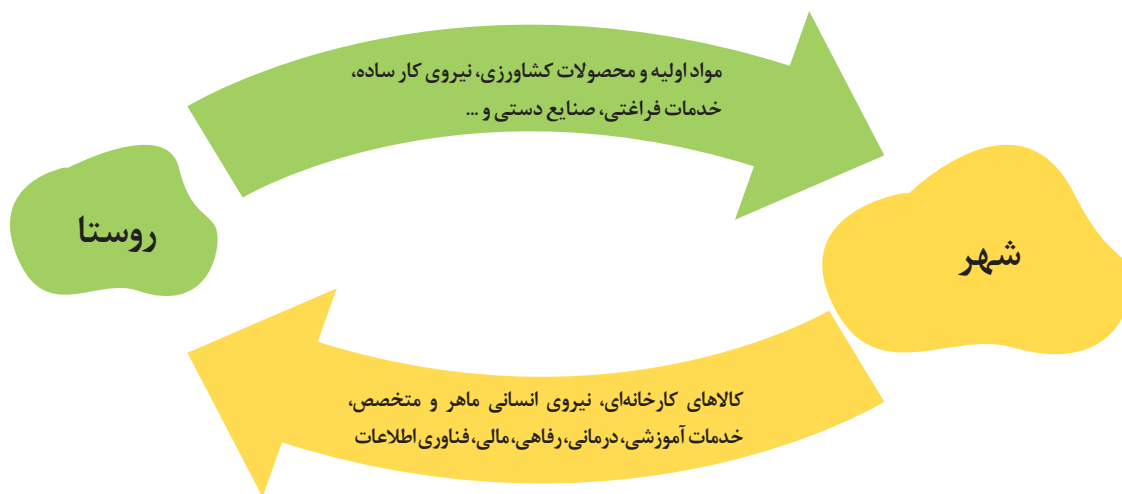 مواد اولیه و محصولات کشاورزی، نیروی کار ساده،
خدمات فراغتی، صنایع دستی و ...
روستا
شهر
کالاهای کارخانه‌ای، نیروی انسانی ماهر و متخصص،
خدمات آموزشی، درمانی، رفاهی، مالی، فناوری اطلاعات